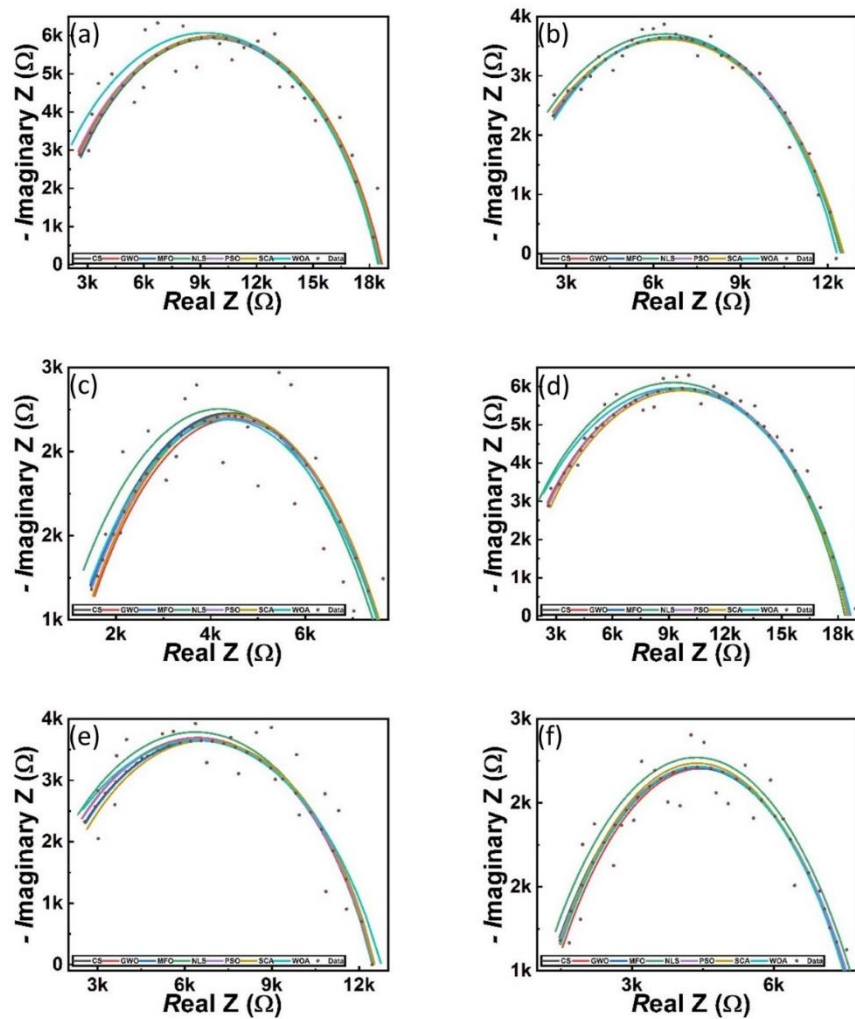 (a)
6k
5k
4k
3k
2k
1k
0
- Imaginary Z (Ω)
CS GWO MFO NLS PSO SCA WOA Data
3k 6k 9k 12k 15k 18k
Real Z (Ω)
(b)
4k
3k
2k
1k
0
- Imaginary Z (Ω)
CS GWO MFO NLS PSO SCA WOA Data
3k 6k 9k 12k
Real Z (Ω)
(c)
3k
2k
2k
1k
- Imaginary Z (Ω)
CS GWO MFO NLS PSO SCA WOA Data
2k 4k 6k
Real Z (Ω)
(d)
6k
5k
4k
3k
2k
1k
0
- Imaginary Z (Ω)
CS GWO MFO NLS PSO SCA WOA Data
3k 6k 9k 12k 15k 18k
Real Z (Ω)
(e)
4k
3k
2k
1k
0
- Imaginary Z (Ω)
CS GWO MFO NLS PSO SCA WOA Data
3k 6k 9k 12k
Real Z (Ω)
(f)
3k
2k
2k
1k
- Imaginary Z (Ω)
CS GWO MFO NLS PSO SCA WOA Data
3k 6k
Real Z (Ω)